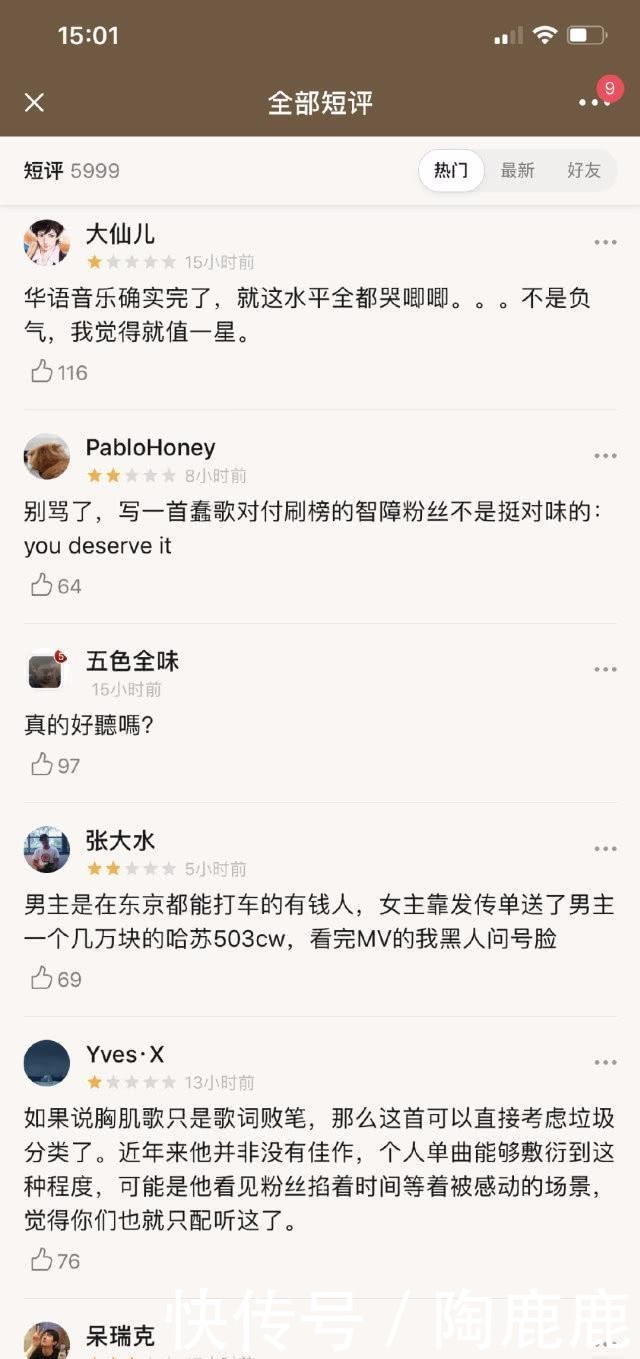 15:01
全部短评
9
短评 5999
热门 最新 好友
大仙儿
15小时前
华语音乐确实完了，就这水平全都哭唧唧。。。不是负
气，我觉得就值一星。
116
PabloHoney
8小时前
别骂了，写一首蠢歌对付刷榜的智障粉丝不是挺对味的：
you deserve it
64
5
五色全味
15小时前
真的好聽嗎？
97
张大水
5小时前
男主是在东京都能打车的有钱人，女主靠发传单送了男主
一个几万块的哈苏503cw，看完MV的我黑人问号脸
69
Yves·X
13小时前
如果说胸肌歌只是歌词败笔，那么这首可以直接考虑垃圾
分类了。近年来他并非没有佳作，个人单曲能够敷衍到这
种程度，可能是他看见粉丝掐着时间等着被感动的场景，
觉得你们也就只配听这了。
76
呆瑞克
快传号 / 陶鹿鹿